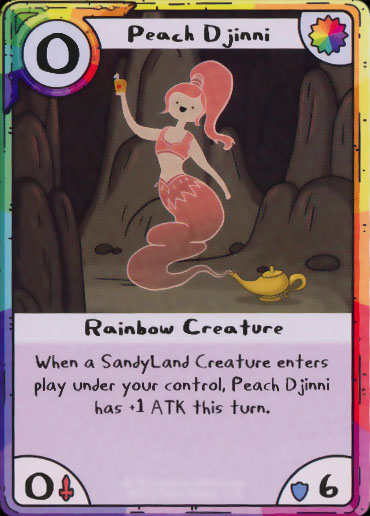 0
Peach Djinni
Rainbow Creature
When a SandyLand Creature enters
play under your control, Peach Djinni
has +1 ATK this turn.
0
6